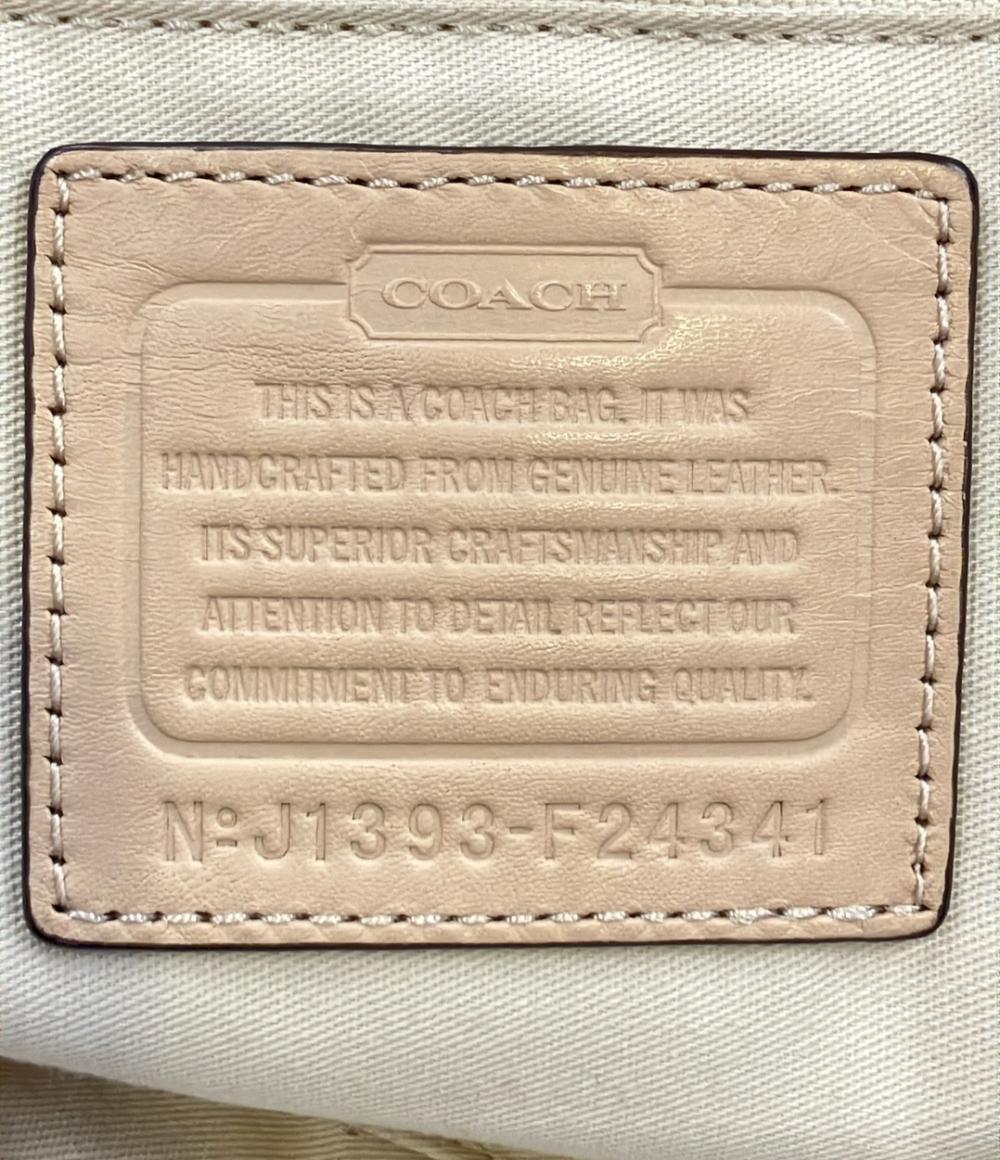 COACH
THIS IS A COACH BAG. IT WAS
HANDCRAFTED FROM GENUINE LEATHER.
ITS SUPERIOR CRAFTSMANSHIP AND
ATTENTION TO DETAIL REFLECT OUR
COMMITMENT TO ENDURING QUALITY.
Nº J1393-F24341